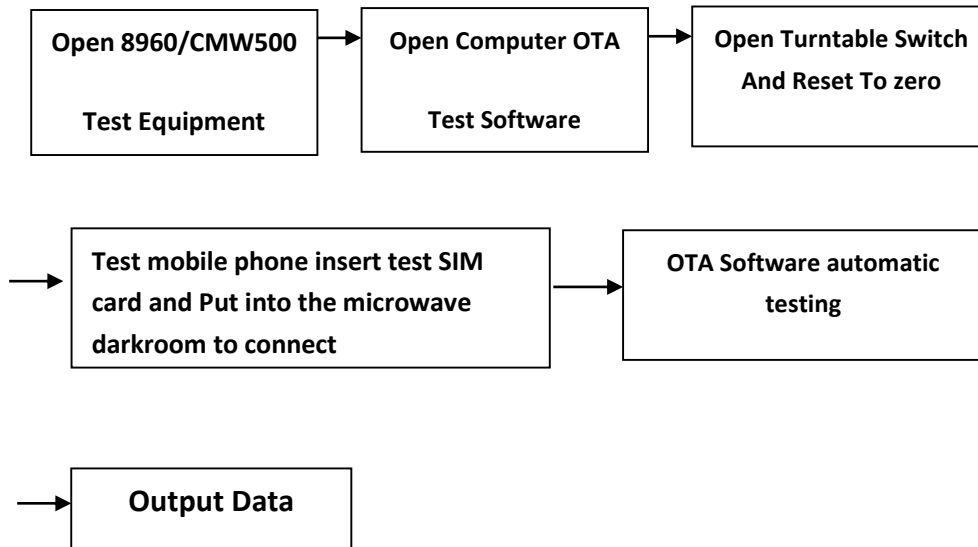 Open 8960/CMW500
Test Equipment
Open Computer OTA
Test Software
Open Turntable Switch
And Reset To zero
Test mobile phone insert test SIM
card and Put into the microwave
darkroom to connect
OTA Software automatic
testing
Output Data